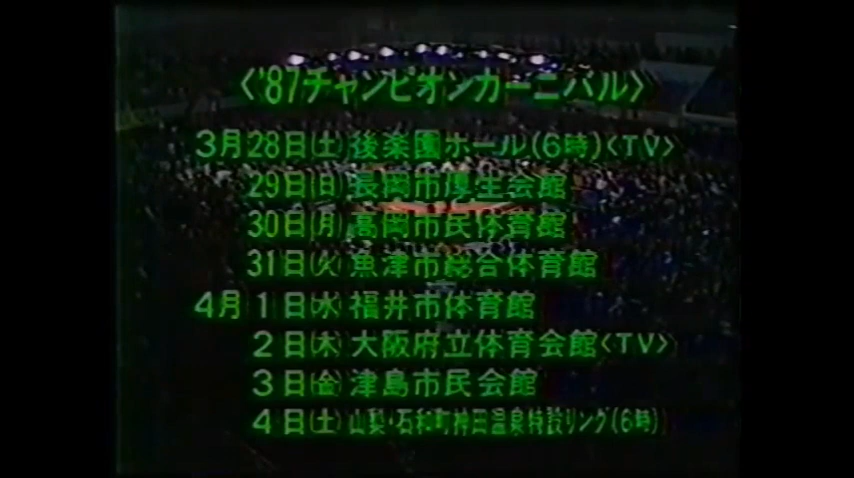 〈'87チャンピオンカーニバル〉
3月28日(土)後楽園ホール(6時)〈TV〉
29日(日)長岡市厚生会館
30日(月)高岡市民体育館
31日(火)魚津市総合体育館
4月1日(水)福井市体育館
2日(木)大阪府立体育会館〈TV〉
3日(金)津島市民会館
4日(土)山梨・石和町神田温泉特設リング(6時)